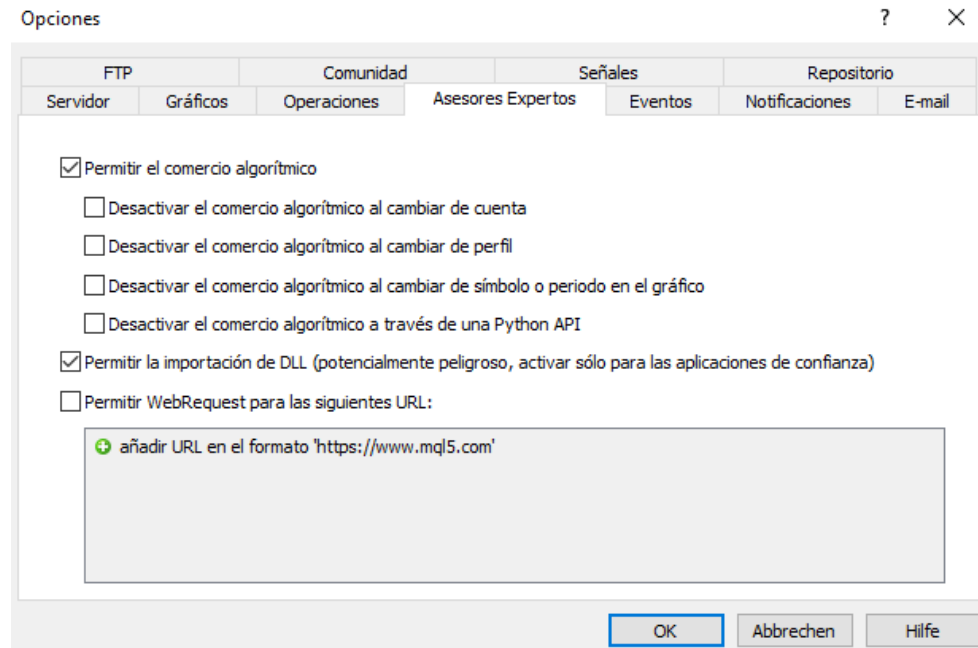 Opciones
? ×
FTP Comunidad Señales Repositorio
Servidor Gráficos Operaciones Asesores Expertos Eventos Notificaciones E-mail
Permitir el comercio algorítmico
Desactivar el comercio algorítmico al cambiar de cuenta
Desactivar el comercio algorítmico al cambiar de perfil
Desactivar el comercio algorítmico al cambiar de símbolo o periodo en el gráfico
Desactivar el comercio algorítmico a través de una Python API
Permitir la importación de DLL (potencialmente peligroso, activar sólo para las aplicaciones de confianza)
Permitir WebRequest para las siguientes URL:
añadir URL en el formato 'https://www.mql5.com'
OK Abbrechen Hilfe